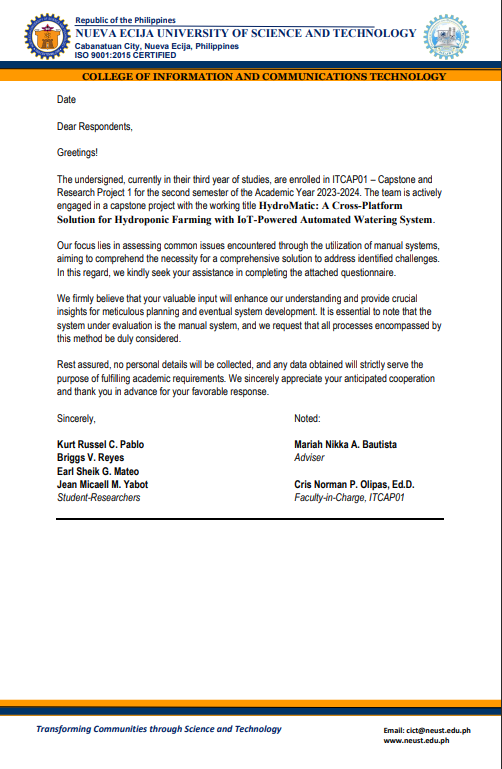 Republic of the Philippines
NUEVA ECIJA UNIVERSITY OF SCIENCE AND TECHNOLOGY
Cabanatuan City, Nueva Ecija, Philippines
ISO 9001:2015 CERTIFIED
COLLEGE OF INFORMATION AND COMMUNICATIONS TECHNOLOGY
Date
Dear Respondents,
Greetings!
The undersigned, currently in their third year of studies, are enrolled in ITCAP01 – Capstone and
Research Project 1 for the second semester of the Academic Year 2023-2024. The team is actively
engaged in a capstone project with the working title HydroMatic: A Cross-Platform
Solution for Hydroponic Farming with IoT-Powered Automated Watering System.
Our focus lies in assessing common issues encountered through the utilization of manual systems,
aiming to comprehend the necessity for a comprehensive solution to address identified challenges.
In this regard, we kindly seek your assistance in completing the attached questionnaire.
We firmly believe that your valuable input will enhance our understanding and provide crucial
insights for meticulous planning and eventual system development. It is essential to note that the
system under evaluation is the manual system, and we request that all processes encompassed by
this method be duly considered.
Rest assured, no personal details will be collected, and any data obtained will strictly serve the
purpose of fulfilling academic requirements. We sincerely appreciate your anticipated cooperation
and thank you in advance for your favorable response.
Sincerely,
Kurt Russel C. Pablo
Briggs V. Reyes
Earl Sheik G. Mateo
Jean Micaell M. Yabot
Student-Researchers
Noted:
Mariah Nikka A. Bautista
Adviser
Cris Norman P. Olipas, Ed.D.
Faculty-in-Charge, ITCAP01
Transforming Communities through Science and Technology
Email: cict@neust.edu.ph
www.neust.edu.ph